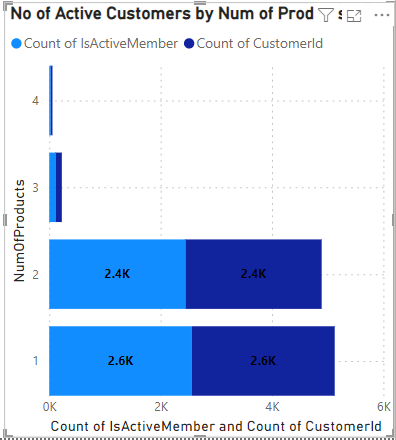 No of Active Customers by Num of Prod s
Count of IsActiveMember Count of CustomerId
4
3
2 2.4K 2.4K
1 2.6K 2.6K
NumOfProducts
0K 2K 4K 6K
Count of IsActiveMember and Count of CustomerId